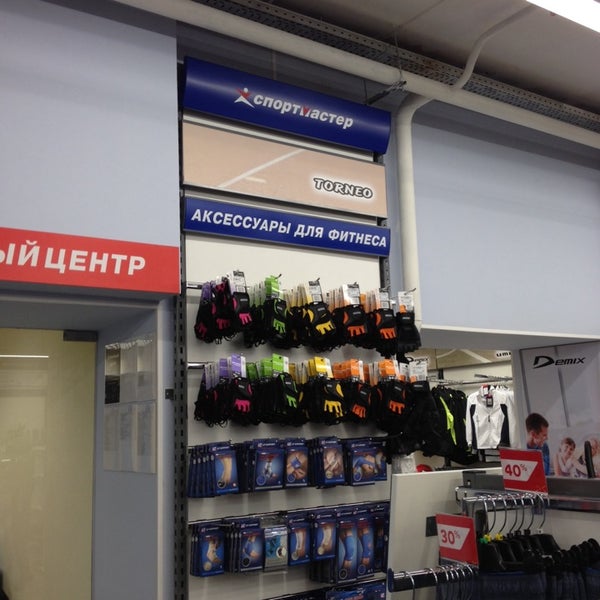 спортмастер
TORNEO
АКСЕССУАРЫ ДЛЯ ФИТНЕСА
ЫЙ ЦЕНТР
DEMIX
40%
30%